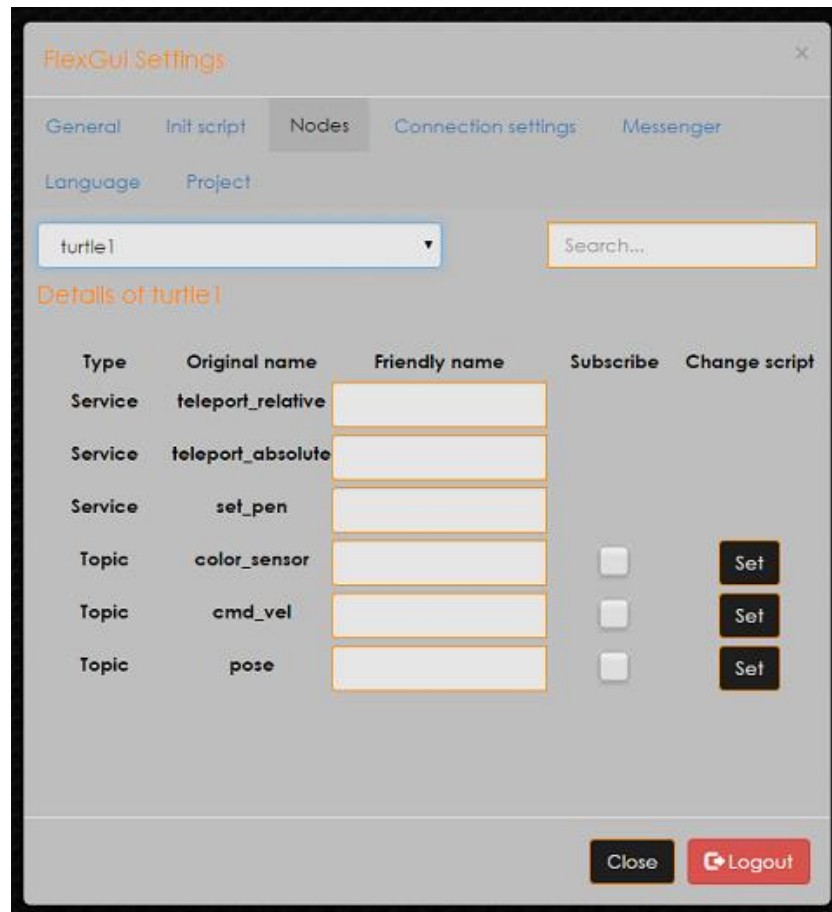 FlexGui Settings ×
General Init script Nodes Connection settings Messenger
Language Project
turtle1 Search...
Details of turtle1
Type Original name Friendly name Subscribe Change script
Service teleport_relative
Service teleport_absolute
Service set_pen
Topic color_sensor Set
Topic cmd_vel Set
Topic pose Set
Close Logout